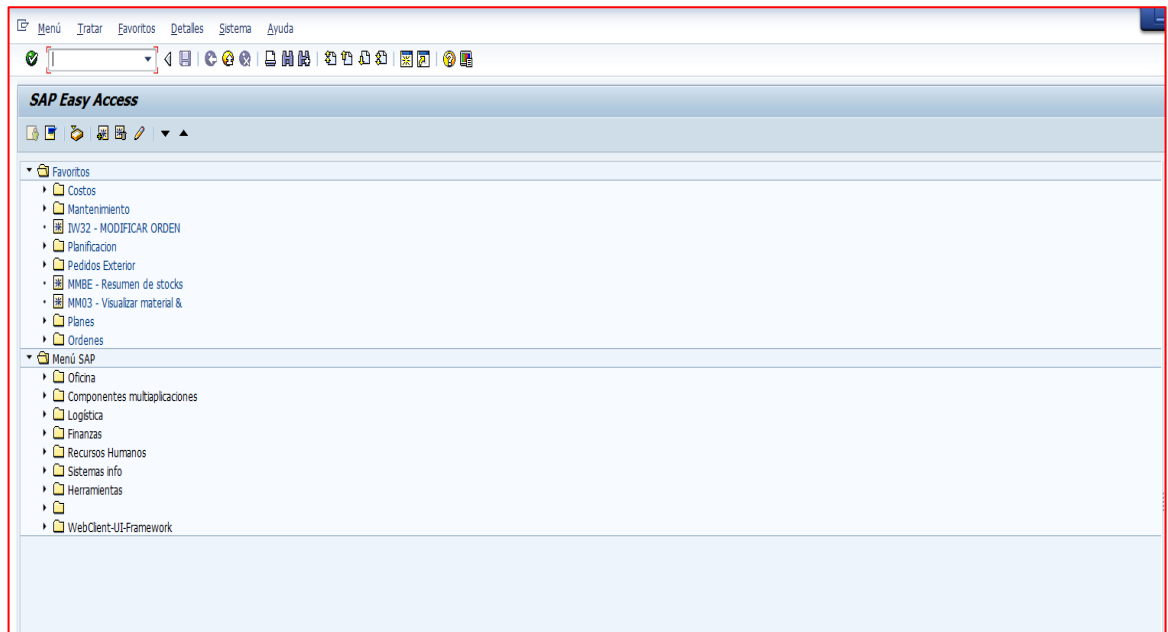 Menú Tratar Favoritos Detalles Sistema Ayuda
SAP Easy Access
Favoritos
Costos
Mantenimiento
IW32 - MODIFICAR ORDEN
Planificacion
Pedidos Exterior
MMBE - Resumen de stocks
MM03 - Visualizar material &
Planes
Ordenes
Menú SAP
Oficina
Componentes multiaplicaciones
Logística
Finanzas
Recursos Humanos
Sistemas info
Herramientas
WebClient-UI-Framework